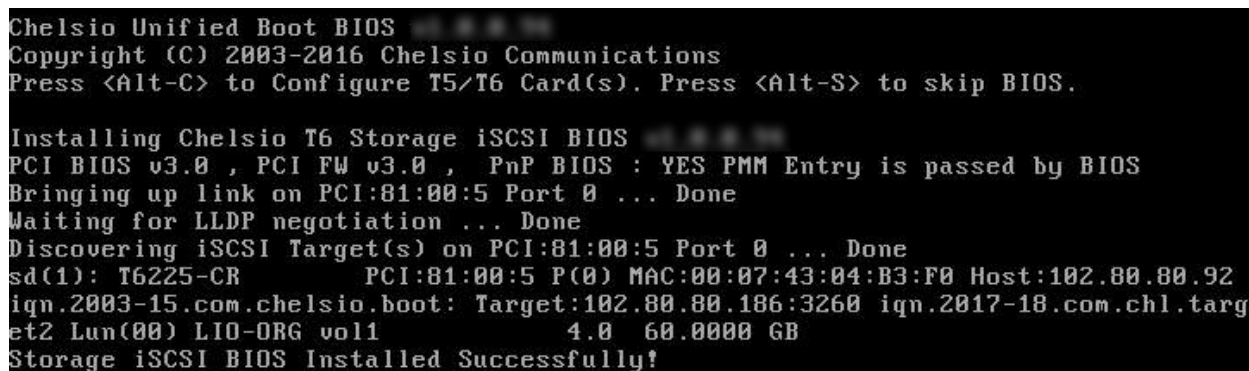 Chelsio Unified Boot BIOS
Copyright (C) 2003-2016 Chelsio Communications
Press <Alt-C> to Configure T5/T6 Card(s). Press <Alt-S> to skip BIOS.
Installing Chelsio T6 Storage iSCSI BIOS
PCI BIOS v3.0 , PCI FW v3.0 ,  PnP BIOS : YES PMM Entry is passed by BIOS
Bringing up link on PCI:81:00:5 Port 0 ... Done
Waiting for LLDP negotiation ... Done
Discovering iSCSI Target(s) on PCI:81:00:5 Port 0 ... Done
sd(1): T6225-CR        PCI:81:00:5 P(0) MAC:00:07:43:04:B3:F0 Host:102.80.80.92
iqn.2003-15.com.chelsio.boot: Target:102.80.80.186:3260 iqn.2017-18.com.chl.targ
et2 Lun(00) LIO-ORG vol1             4.0  60.0000 GB
Storage iSCSI BIOS Installed Successfully!